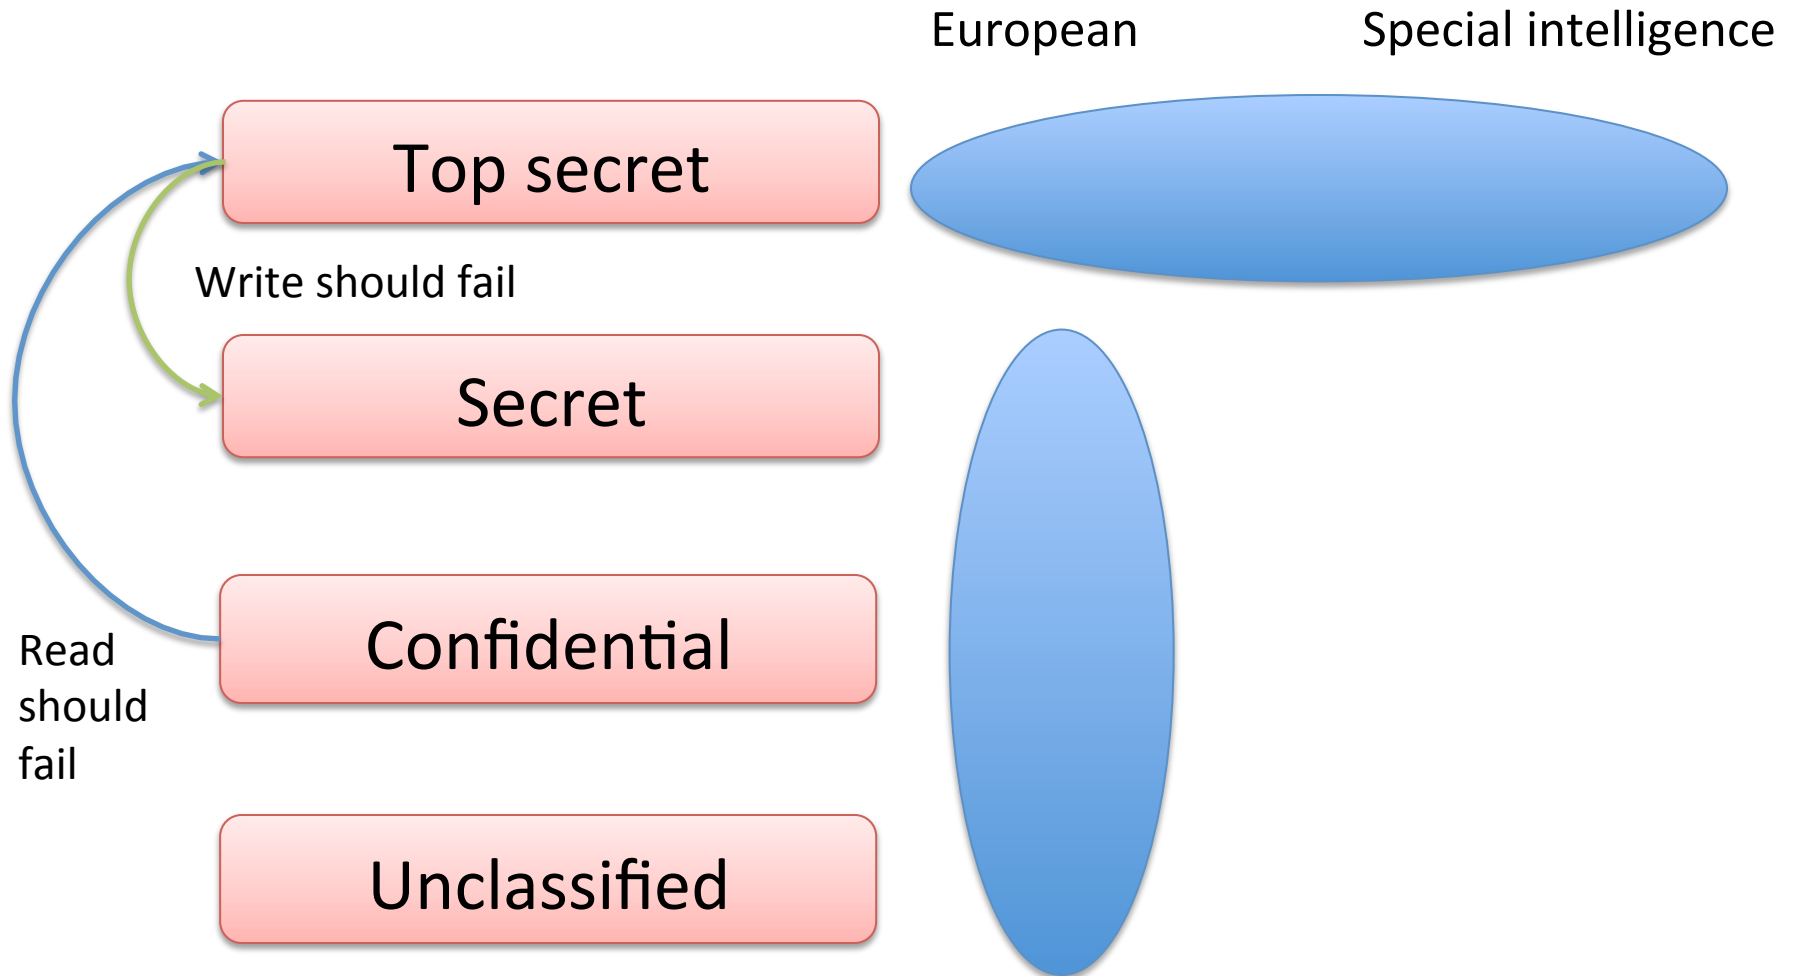 European
Special intelligence
Top secret
Write should fail
Secret
Confidential
Read
should
fail
Unclassified